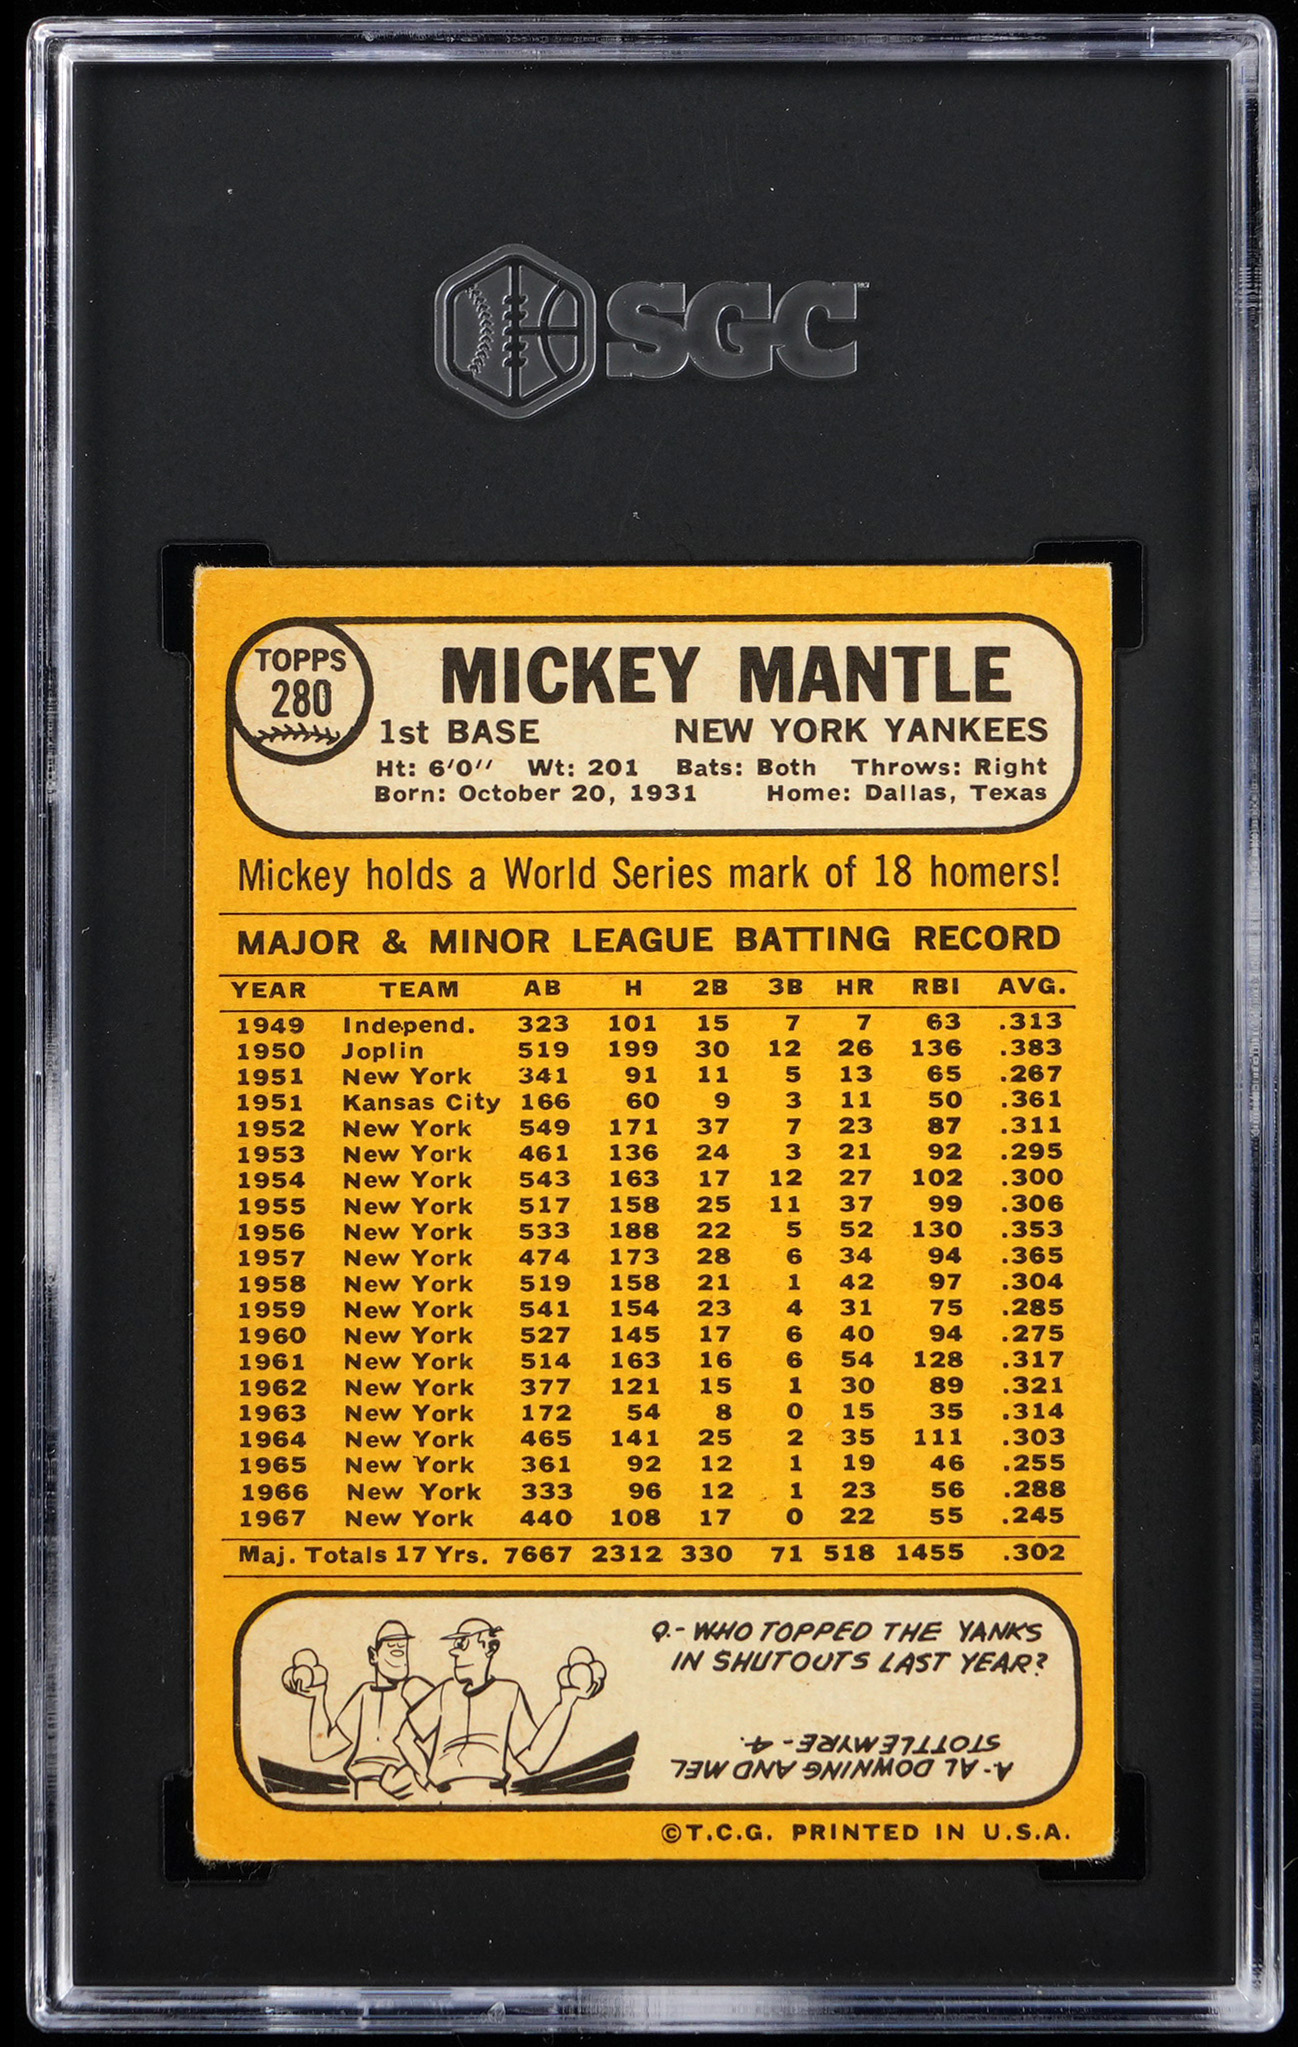 SGC
TOPPS
280
MICKEY MANTLE
1st BASE NEW YORK YANKEES
Ht: 6'0" Wt: 201 Bats: Both Throws: Right
Born: October 20, 1931 Home: Dallas, Texas
Mickey holds a World Series mark of 18 homers!
MAJOR & MINOR LEAGUE BATTING RECORD
YEAR TEAM AB H 2B 3B HR RBI AVG.
1949 Independ. 323 101 15 7 7 63 .313
1950 Joplin 519 199 30 12 26 136 .383
1951 New York 341 91 11 5 13 65 .267
1951 Kansas City 166 60 9 3 11 50 .361
1952 New York 549 171 37 7 23 87 .311
1953 New York 461 136 24 3 21 92 .295
1954 New York 543 163 17 12 27 102 .300
1955 New York 517 158 25 11 37 99 .306
1956 New York 533 188 22 5 52 130 .353
1957 New York 474 173 28 6 34 94 .365
1958 New York 519 158 21 1 42 97 .304
1959 New York 541 154 23 4 31 75 .285
1960 New York 527 145 17 6 40 94 .275
1961 New York 514 163 16 6 54 128 .317
1962 New York 377 121 15 1 30 89 .321
1963 New York 172 54 8 0 15 35 .314
1964 New York 465 141 25 2 35 111 .303
1965 New York 361 92 12 1 19 46 .255
1966 New York 333 96 12 1 23 56 .288
1967 New York 440 108 17 0 22 55 .245
Maj. Totals 17 Yrs. 7667 2312 330 71 518 1455 .302
Q.- WHO TOPPED THE YANKS
IN SHUTOUTS LAST YEAR?
A- AL DOWNING AND MEL
STOTTLEMYRE - 4.
©T.C.G. PRINTED IN U.S.A.